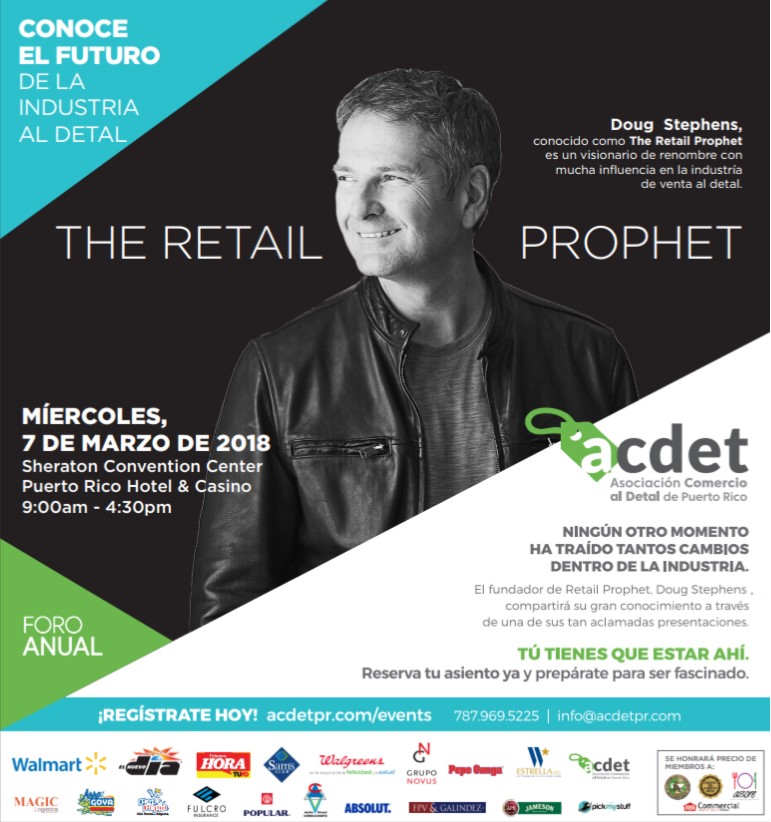 CONOCE
EL FUTURO
DE LA
INDUSTRIA
AL DETAL
Doug Stephens,
conocido como The Retail Prophet
es un visionario de renombre con
mucha influencia en la industria
de venta al detal.
THE RETAIL PROPHET
MÍERCOLES,
7 DE MARZO DE 2018
Sheraton Convention Center
Puerto Rico Hotel & Casino
9:00am - 4:30pm
acdet
Asociación Comercio
al Detal de Puerto Rico
NINGÚN OTRO MOMENTO
HA TRAÍDO TANTOS CAMBIOS
DENTRO DE LA INDUSTRIA.
El fundador de Retail Prophet, Doug Stephens ,
compartirá su gran conocimiento a través
de una de sus tan aclamadas presentaciones.
FORO
ANUAL
TÚ TIENES QUE ESTAR AHÍ.
Reserva tu asiento ya y prepárate para ser fascinado.
¡REGÍSTRATE HOY! acdetpr.com/events 787.969.5225 | info@acdetpr.com
Walmart
EL NUEVO día
PRIMERA HORA
Sam's CLUB
Walgreens
GRUPO
NOVUS
Pepe Ganga
ESTRELLA
acdet
SE HONRARÁ PRECIO DE
MIEMBROS A:
MAGIC
GOYA
FULCRO
INSURANCE
POPULAR.
ABSOLUT.
FPV & GALINDEZ
JAMESON
pickmystuff
Commercial